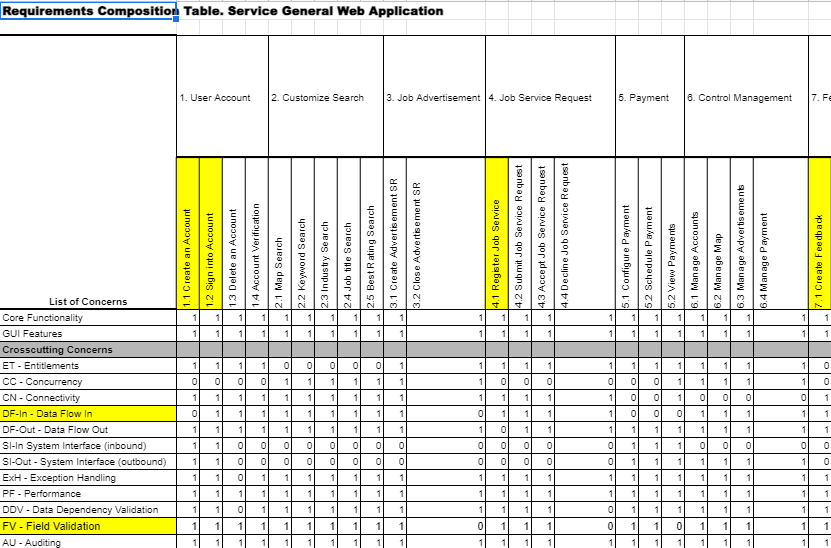 Requirements Composition Table. Service General Web Application
1. User Account 2. Customize Search 3. Job Advertisement 4. Job Service Request 5. Payment 6. Control Management 7. Fe
List of Concerns
1.1 Create an Account
1.2 Sign into Account
1.3 Delete an Account
1.4 Account Verification
2.1 Map Search
2.2 Keyword Search
2.3 Industry Search
2.4 Job title Search
2.5 Best Rating Search
3.1 Create Advertisement SR
3.2 Close Advertisement SR
4.1 Register Job Service
4.2 Submit Job Service Request
4.3 Accept Job Service Request
4.4 Decline Job Service Request
5.1 Configure Payment
5.2 Schedule Payment
5.2 View Payments
6.1 Manage Accounts
6.2 Manage Map
6.3 Manage Advertisements
6.4 Manage Payment
7.1 Create Feedback
Core Functionality 1 1 1 1 1 1 1 1 1 1 1 1 1 1 1 1 1 1 1 1 1 1 1
GUI Features 1 1 1 1 1 1 1 1 1 1 1 1 1 1 1 1 1 1 1 1 1 1 1
Crosscutting Concerns
ET - Entitlements 1 1 1 1 0 0 0 0 0 1 1 1 1 1 1 1 1 1 1 1 1 1 0
CC - Concurrency 0 0 0 0 1 1 1 1 1 1 1 0 0 0 0 0 0 1 1 1 1 1 0
CN - Connectivity 1 1 1 1 1 1 1 1 1 1 1 1 1 1 1 0 0 1 0 0 0 0 1
DF-In - Data Flow In 0 1 1 1 1 1 1 1 1 1 0 1 1 1 1 0 0 0 1 1 1 1 1
DF-Out - Data Flow Out 1 1 1 1 1 1 1 1 1 1 1 0 1 1 1 1 1 1 1 1 1 1 1
SI-In System Interface (inbound) 1 1 0 0 0 0 0 0 0 0 0 0 0 0 0 1 1 1 0 0 0 1 0
SI-Out - System Interface (outbound) 1 1 0 0 0 0 0 0 0 0 0 0 0 0 0 1 1 1 1 1 1 1 0
ExH - Exception Handling 1 1 0 1 1 1 1 1 1 1 1 1 1 1 1 1 1 1 1 1 1 1 1
PF - Performance 1 1 1 1 1 1 1 1 1 1 1 1 1 1 1 1 1 1 1 1 1 1 1
DDV - Data Dependency Validation 1 1 0 1 1 1 1 1 1 1 1 1 1 1 0 1 1 1 1 1 1 1 1
FV - Field Validation 1 1 1 1 1 1 1 1 1 1 0 1 1 1 0 1 1 0 1 1 1 1 1
AU - Auditing 1 1 1 1 1 1 1 1 1 1 1 1 1 1 1 1 1 1 1 1 1 1 1